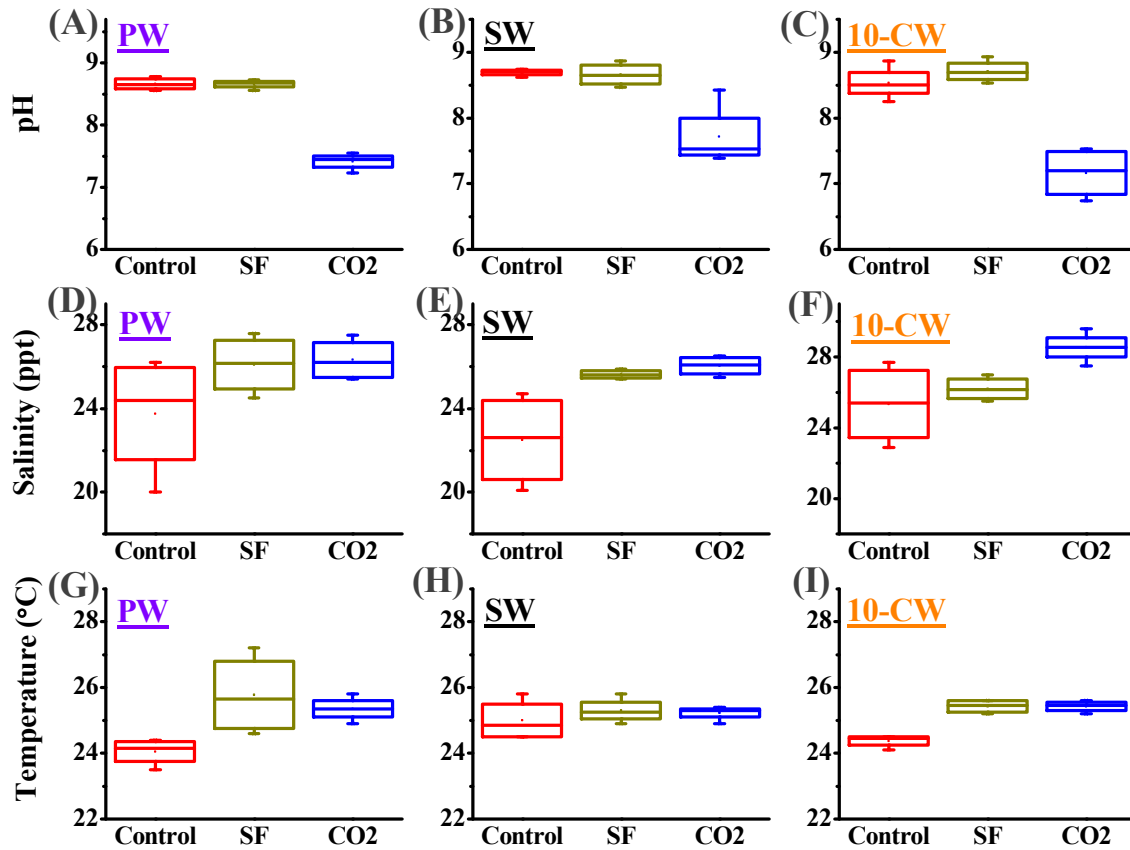 (A) (B) (C)
PW SW 10-CW
pH
9 9 9
8 8 8
7 7 7
6 6 6
Control SF CO2 Control SF CO2 Control SF CO2
(D) (E) (F)
PW SW 10-CW
Salinity (ppt)
28 28 28
24 24 24
20 20 20
Control SF CO2 Control SF CO2 Control SF CO2
(G) (H) (I)
PW SW 10-CW
Temperature (°C)
28 28 28
26 26 26
24 24 24
22 22 22
Control SF CO2 Control SF CO2 Control SF CO2